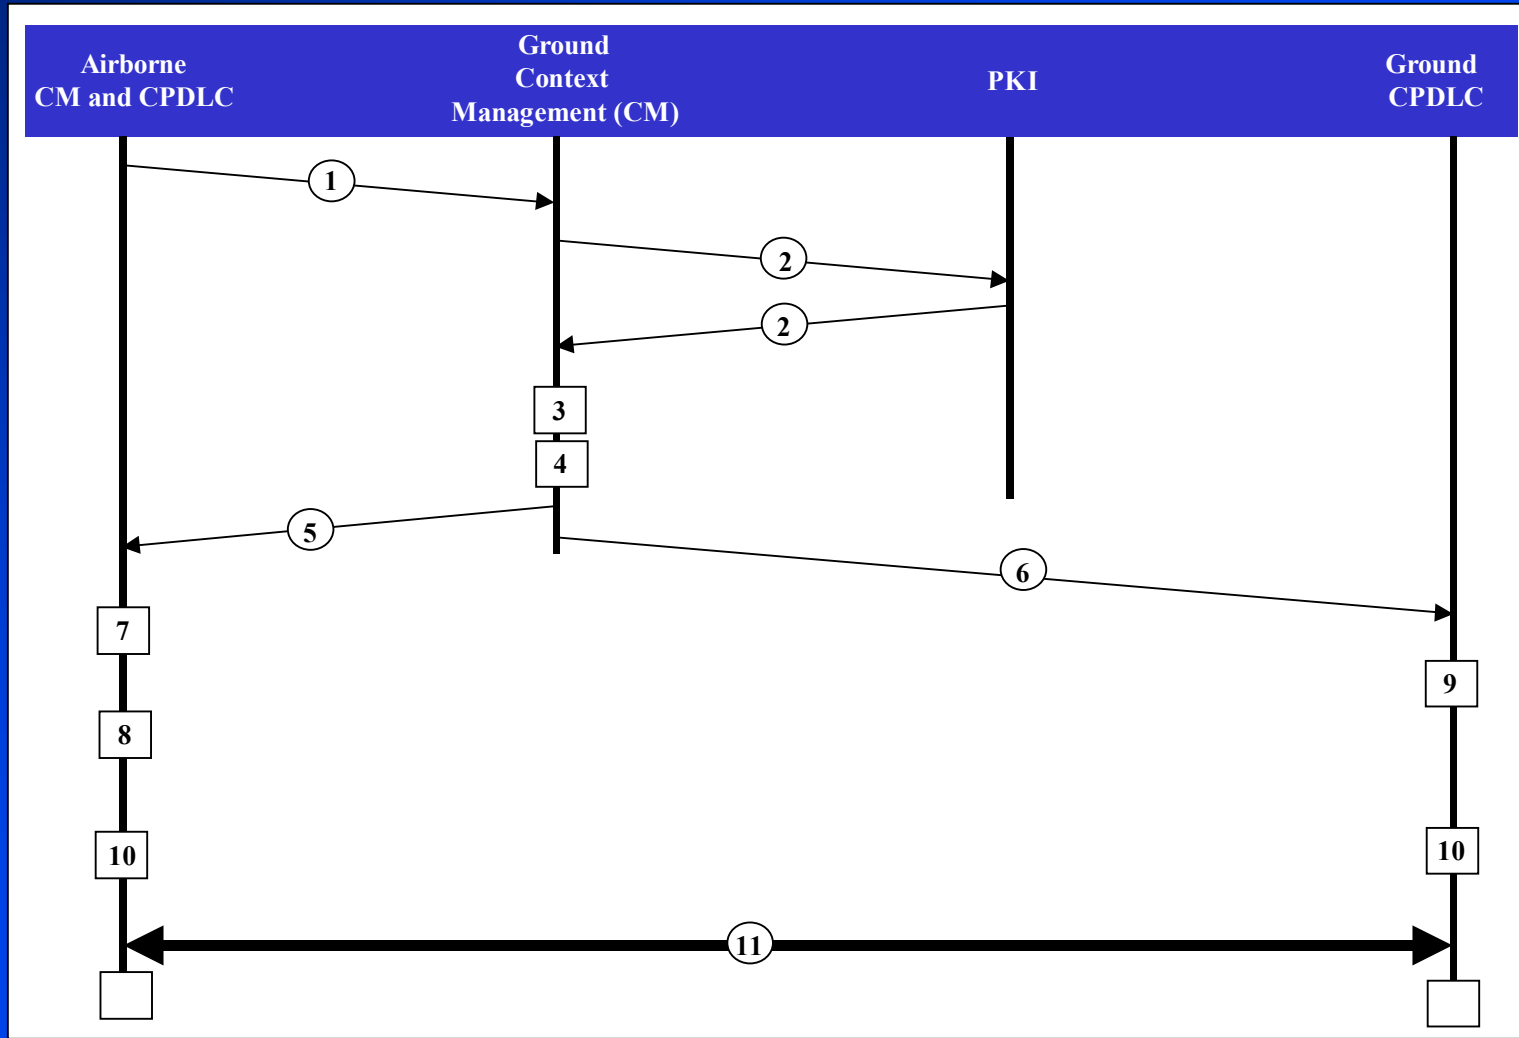 Airborne
CM and CPDLC
Ground
Context
Management (CM)
PKI
Ground
CPDLC
1
2
2
3
4
5
6
7
9
8
10
10
11